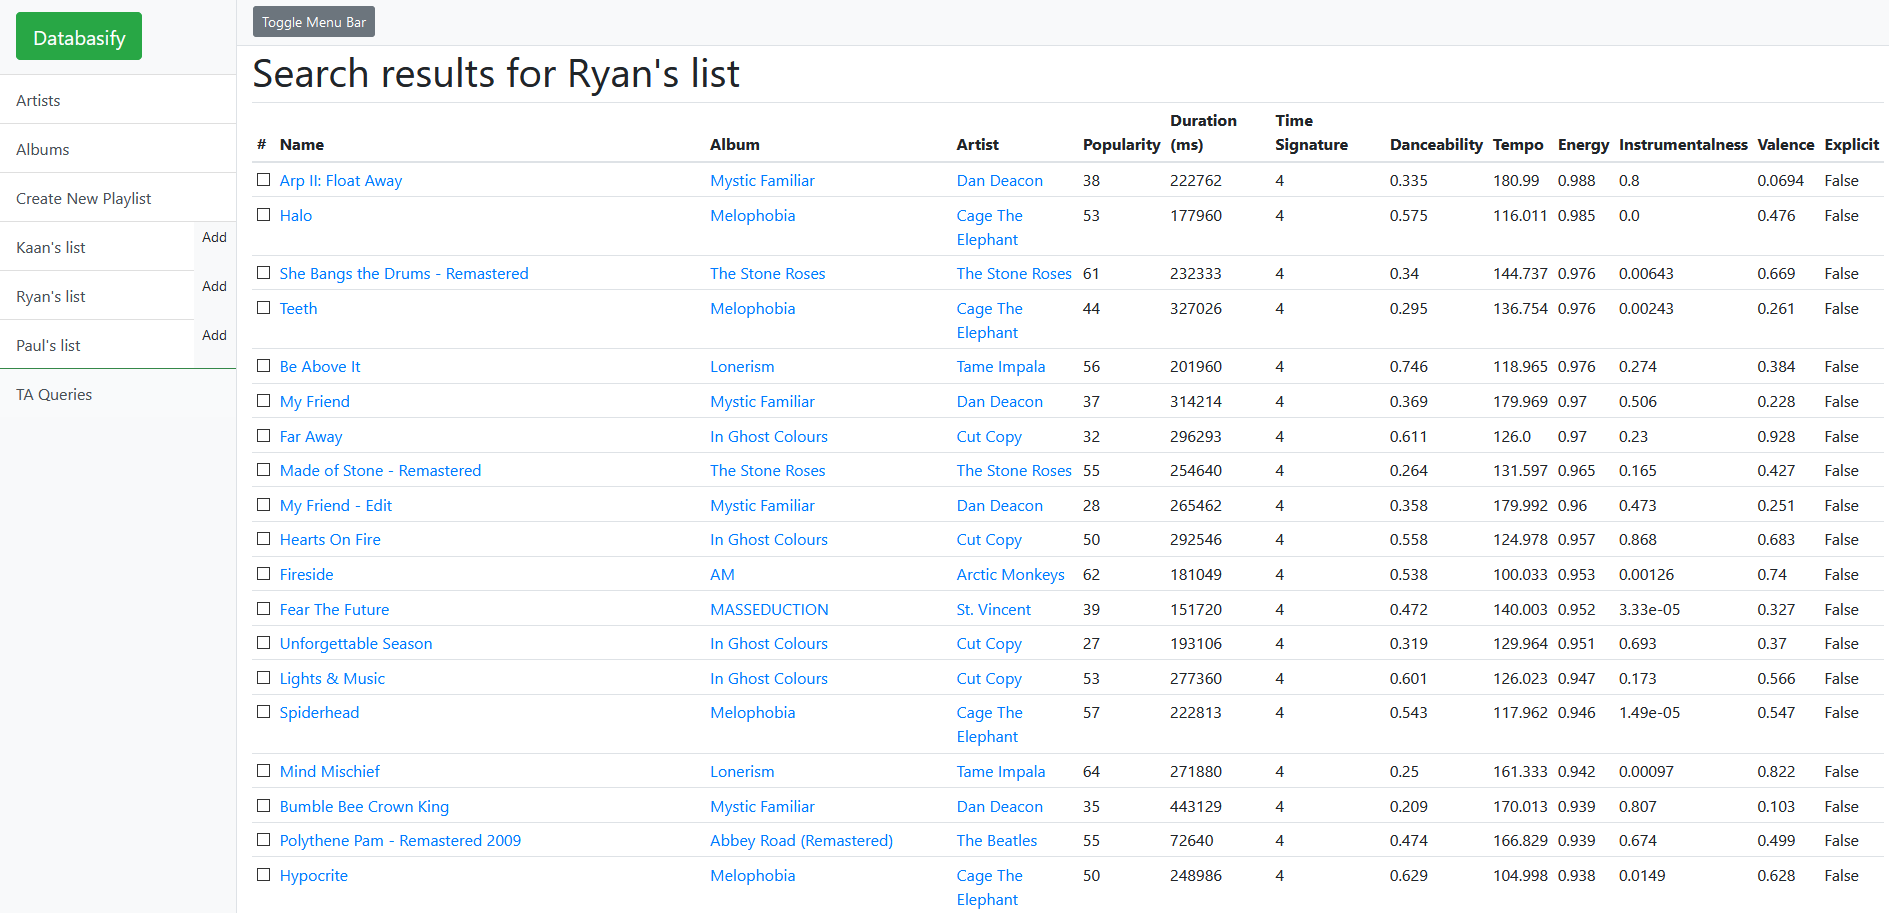 Databasify
Toggle Menu Bar
Artists
Albums
Create New Playlist
Kaan's list Add
Ryan's list Add
Paul's list Add
TA Queries
Search results for Ryan's list
# Name Album Artist Popularity Duration (ms) Time Signature Danceability Tempo Energy Instrumentalness Valence Explicit
Arp II: Float Away Mystic Familiar Dan Deacon 38 222762 4 0.335 180.99 0.988 0.8 0.0694 False
Halo Melophobia Cage The Elephant 53 177960 4 0.575 116.011 0.985 0.0 0.476 False
She Bangs the Drums - Remastered The Stone Roses The Stone Roses 61 232333 4 0.34 144.737 0.976 0.00643 0.669 False
Teeth Melophobia Cage The Elephant 44 327026 4 0.295 136.754 0.976 0.00243 0.261 False
Be Above It Lonerism Tame Impala 56 201960 4 0.746 118.965 0.976 0.274 0.384 False
My Friend Mystic Familiar Dan Deacon 37 314214 4 0.369 179.969 0.97 0.506 0.228 False
Far Away In Ghost Colours Cut Copy 32 296293 4 0.611 126.0 0.97 0.23 0.928 False
Made of Stone - Remastered The Stone Roses The Stone Roses 55 254640 4 0.264 131.597 0.965 0.165 0.427 False
My Friend - Edit Mystic Familiar Dan Deacon 28 265462 4 0.358 179.992 0.96 0.473 0.251 False
Hearts On Fire In Ghost Colours Cut Copy 50 292546 4 0.558 124.978 0.957 0.868 0.683 False
Fireside AM Arctic Monkeys 62 181049 4 0.538 100.033 0.953 0.00126 0.74 False
Fear The Future MASSEDUCTION St. Vincent 39 151720 4 0.472 140.003 0.952 3.33e-05 0.327 False
Unforgettable Season In Ghost Colours Cut Copy 27 193106 4 0.319 129.964 0.951 0.693 0.37 False
Lights & Music In Ghost Colours Cut Copy 53 277360 4 0.601 126.023 0.947 0.173 0.566 False
Spiderhead Melophobia Cage The Elephant 57 222813 4 0.543 117.962 0.946 1.49e-05 0.547 False
Mind Mischief Lonerism Tame Impala 64 271880 4 0.25 161.333 0.942 0.00097 0.822 False
Bumble Bee Crown King Mystic Familiar Dan Deacon 35 443129 4 0.209 170.013 0.939 0.807 0.103 False
Polythene Pam - Remastered 2009 Abbey Road (Remastered) The Beatles 55 72640 4 0.474 166.829 0.939 0.674 0.499 False
Hypocrite Melophobia Cage The Elephant 50 248986 4 0.629 104.998 0.938 0.0149 0.628 False